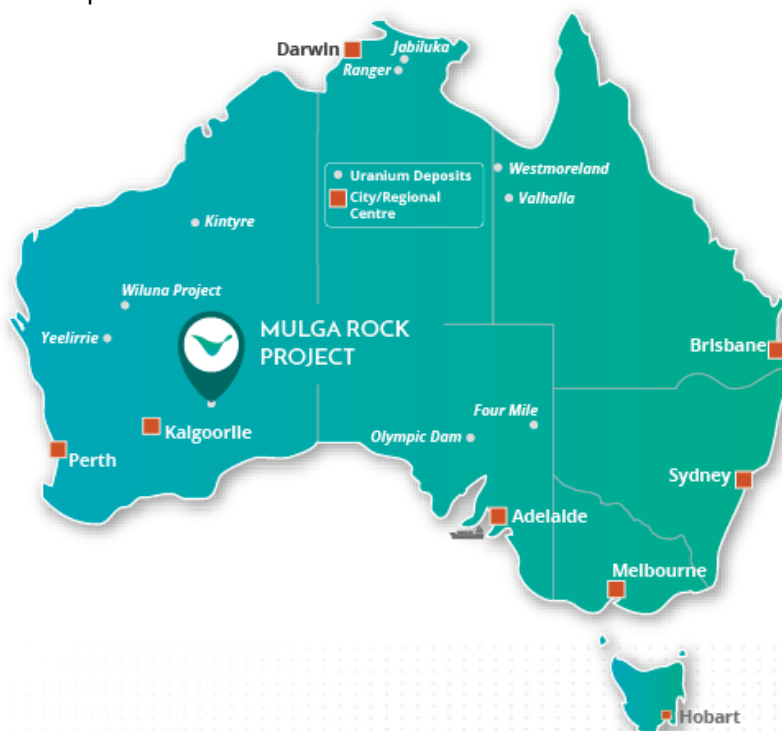 Darwin
Jabiluka
Ranger
Uranium Deposits
City/Regional
Centre
Westmoreland
Valhalla
Kintyre
Wiluna Project
Yeelirrie
MULGA ROCK
PROJECT
Brisbane
Four Mile
Olympic Dam
Kalgoorlie
Perth
Sydney
Adelaide
Melbourne
Hobart